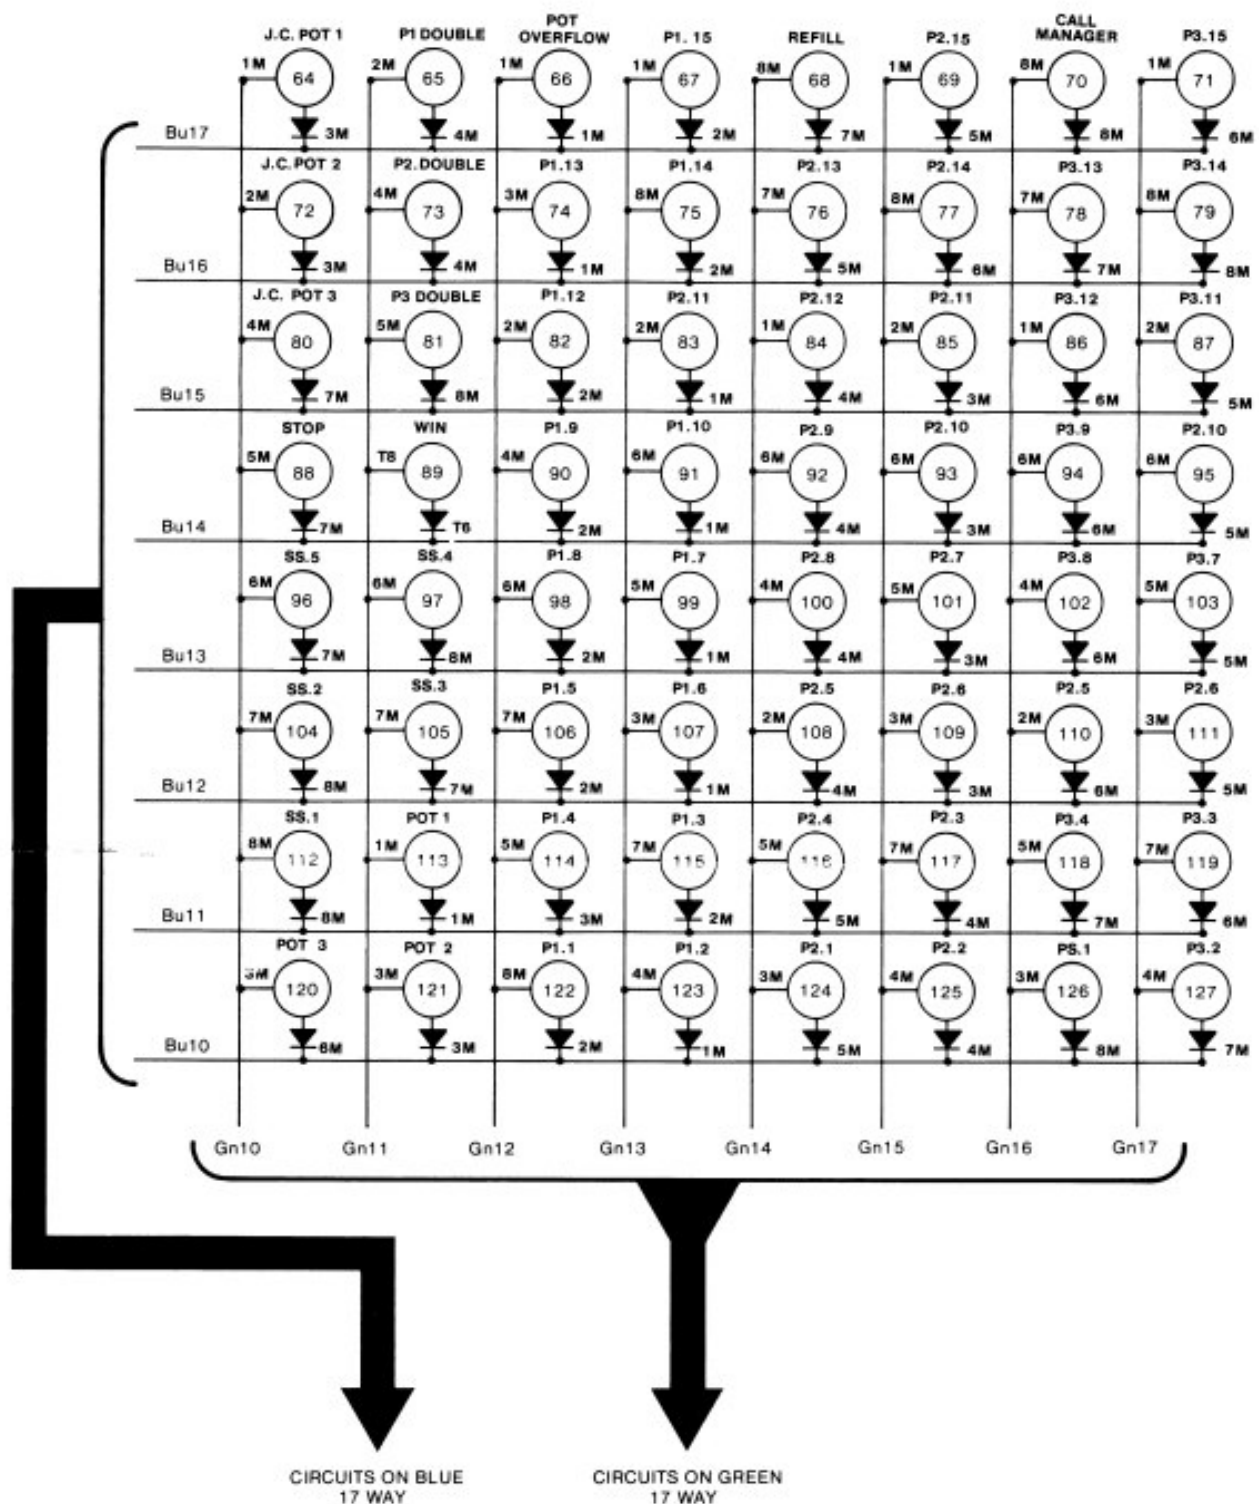 J.C. POT 1 P1 DOUBLE POT OVERFLOW P1. 15 REFILL P2.15 CALL MANAGER P3.15
1M 64 2M 65 1M 66 1M 67 8M 68 1M 69 8M 70 1M 71
Bu17 3M 4M 1M 2M 7M 5M 8M 6M
J.C. POT 2 P2. DOUBLE P1.13 P1.14 P2.13 P2.14 P3.13 P3.14
2M 72 4M 73 3M 74 8M 75 7M 76 8M 77 7M 78 8M 79
Bu16 3M 4M 1M 2M 5M 6M 7M 8M
J.C. POT 3 P3 DOUBLE P1.12 P2.11 P2.12 P2.11 P3.12 P3.11
4M 80 5M 81 2M 82 2M 83 1M 84 2M 85 1M 86 2M 87
Bu15 7M 8M 2M 1M 4M 3M 6M 5M
STOP WIN P1.9 P1.10 P2.9 P2.10 P3.9 P2.10
5M 88 T8 89 4M 90 6M 91 6M 92 6M 93 6M 94 6M 95
Bu14 7M T6 2M 1M 4M 3M 6M 5M
SS.5 SS.4 P1.8 P1.7 P2.8 P2.7 P3.8 P3.7
6M 96 6M 97 6M 98 5M 99 4M 100 5M 101 4M 102 5M 103
Bu13 7M 8M 2M 1M 4M 3M 6M 5M
SS.2 SS.3 P1.5 P1.6 P2.5 P2.6 P2.5 P2.6
7M 104 7M 105 7M 106 3M 107 2M 108 3M 109 2M 110 3M 111
Bu12 8M 7M 2M 1M 4M 3M 6M 5M
SS.1 POT 1 P1.4 P1.3 P2.4 P2.3 P3.4 P3.3
8M 112 1M 113 5M 114 7M 115 5M 116 7M 117 5M 118 7M 119
Bu11 8M 1M 3M 2M 5M 4M 7M 6M
POT 3 POT 2 P1.1 P1.2 P2.1 P2.2 PS.1 P3.2
3M 120 3M 121 8M 122 4M 123 3M 124 4M 125 3M 126 4M 127
Bu10 6M 3M 2M 1M 5M 4M 8M 7M
Gn10 Gn11 Gn12 Gn13 Gn14 Gn15 Gn16 Gn17
CIRCUITS ON BLUE
17 WAY
CIRCUITS ON GREEN
17 WAY